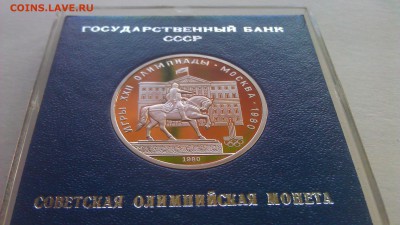 COINS.LAVE.RU
ГОСУДАРСТВЕННЫЙ БАНК
СССР
ИГРЫ XXII ОЛИМПИАДЫ • МОСКВА • 1980
1980
СОВЕТСКАЯ ОЛИМПИЙСКАЯ МОНЕТА